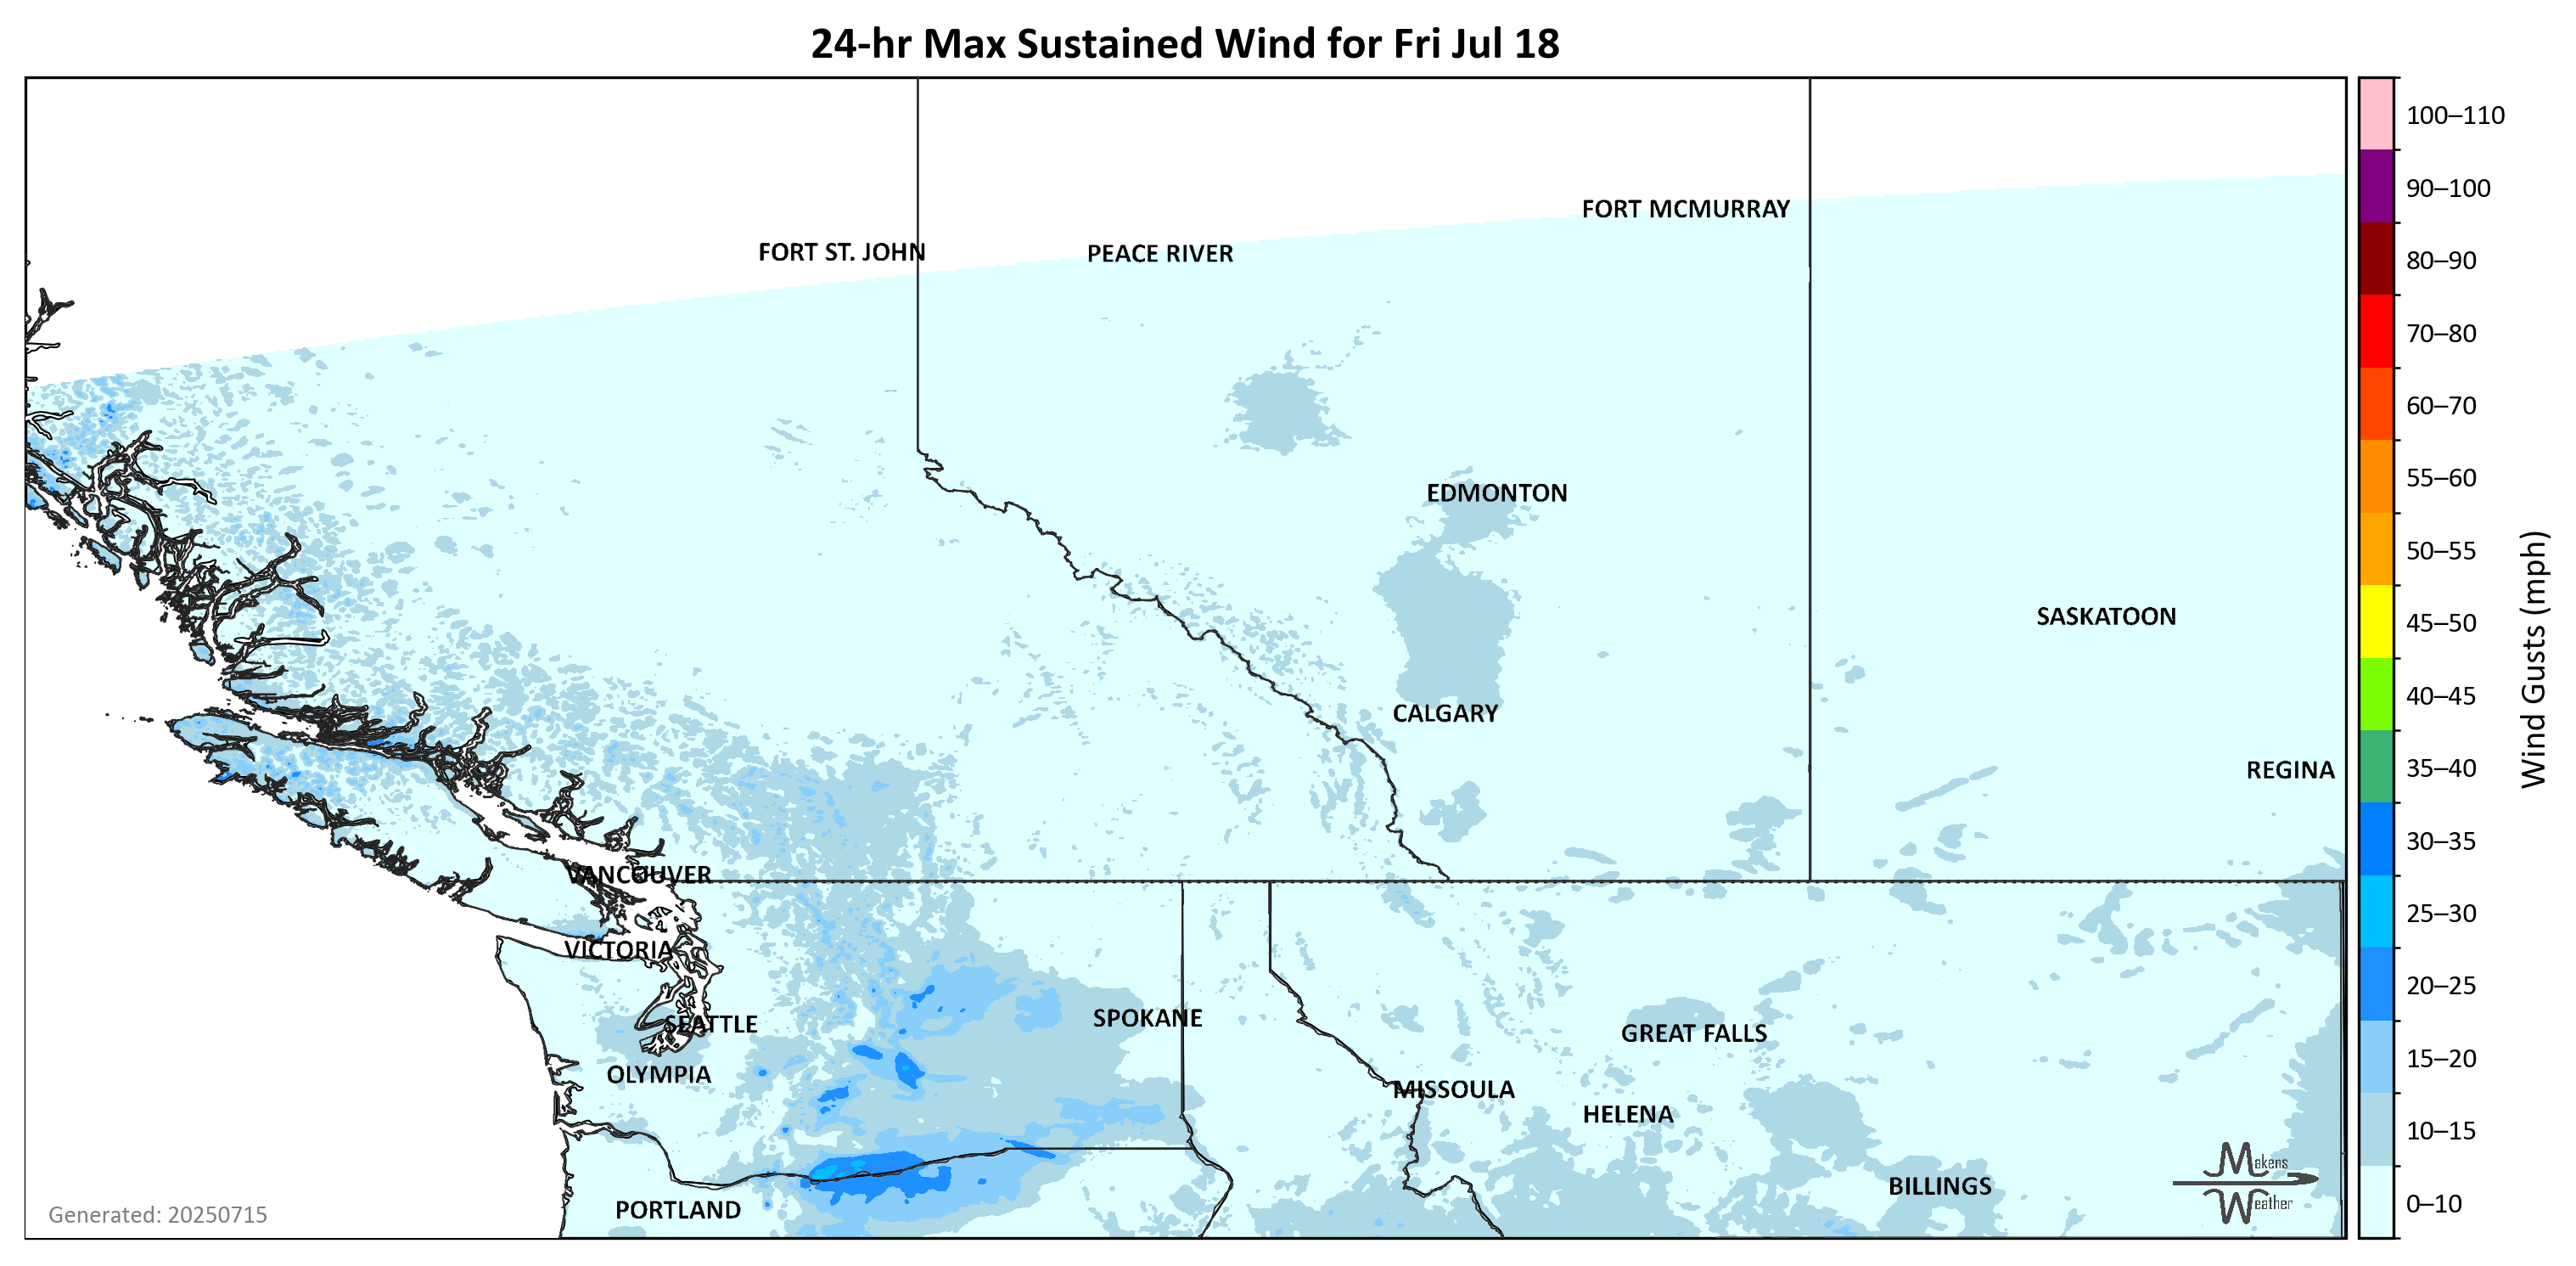 24-hr Max Sustained Wind for Fri Jul 18
FORT MCMURRAY
FORT ST. JOHN
PEACE RIVER
EDMONTON
SASKATOON
CALGARY
REGINA
VANCOUVER
VICTORIA
SEATTLE
SPOKANE
GREAT FALLS
OLYMPIA
MISSOULA
HELENA
BILLINGS
PORTLAND
Generated: 20250715
Makens
Weather
100–110
90–100
80–90
70–80
60–70
55–60
50–55
45–50
40–45
35–40
30–35
25–30
20–25
15–20
10–15
0–10
Wind Gusts (mph)